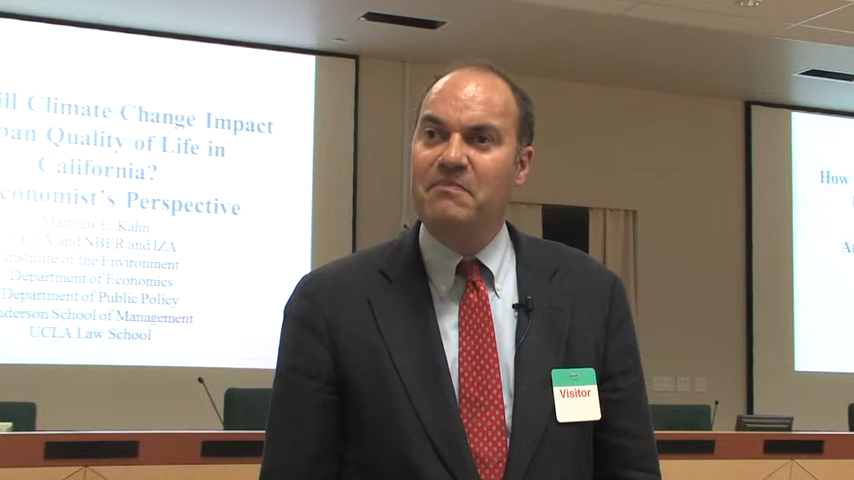 ill Climate Change Impact
ban Quality of Life in
California?
conomist's Perspective
Matthew E. Kahn
UCLA and NBER and IZA
Institute of the Environment
Department of Economics
Department of Public Policy
nderson School of Management
UCLA Law School
How
A
Visitor